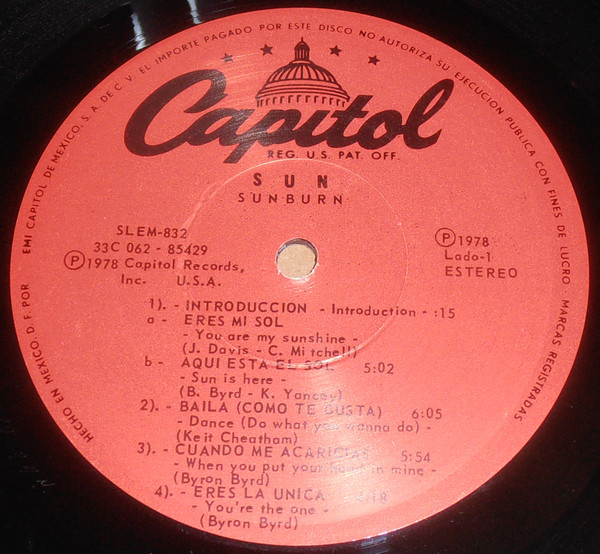 HECHO EN MEXICO, D. F. POR EMI CAPITOL DE MEXICO, S. A. DE C. V. EL IMPORTE PAGADO POR ESTE DISCO NO AUTORIZA SU EJECUCION PUBLICA CON FINES DE LUCRO - MARCAS REGISTRADAS
Capitol
REG. U.S. PAT. OFF.
SUN
SUNBURN
SLEM-832
33C 062 - 85429
Ⓟ 1978 Capitol Records,
Inc. U.S.A.
Ⓟ 1978
Lado-1
ESTEREO
1). - INTRODUCCION - Introduction - :15
a - ERES MI SOL
- You are my sunshine -
(J. Davis - C. Mitchell)
b - AQUI ESTA EL SOL 5:02
- Sun is here -
(B. Byrd - K. Yancey)
2). - BAILA (COMO TE GUSTA) 6:05
- Dance (Do what you wanna do) -
(Keit Cheatham)
3). - CUANDO ME ACARICIAS 5:54
- When you put your hand in mine -
(Byron Byrd)
4). - ERES LA UNICA
- You're the one -
(Byron Byrd)